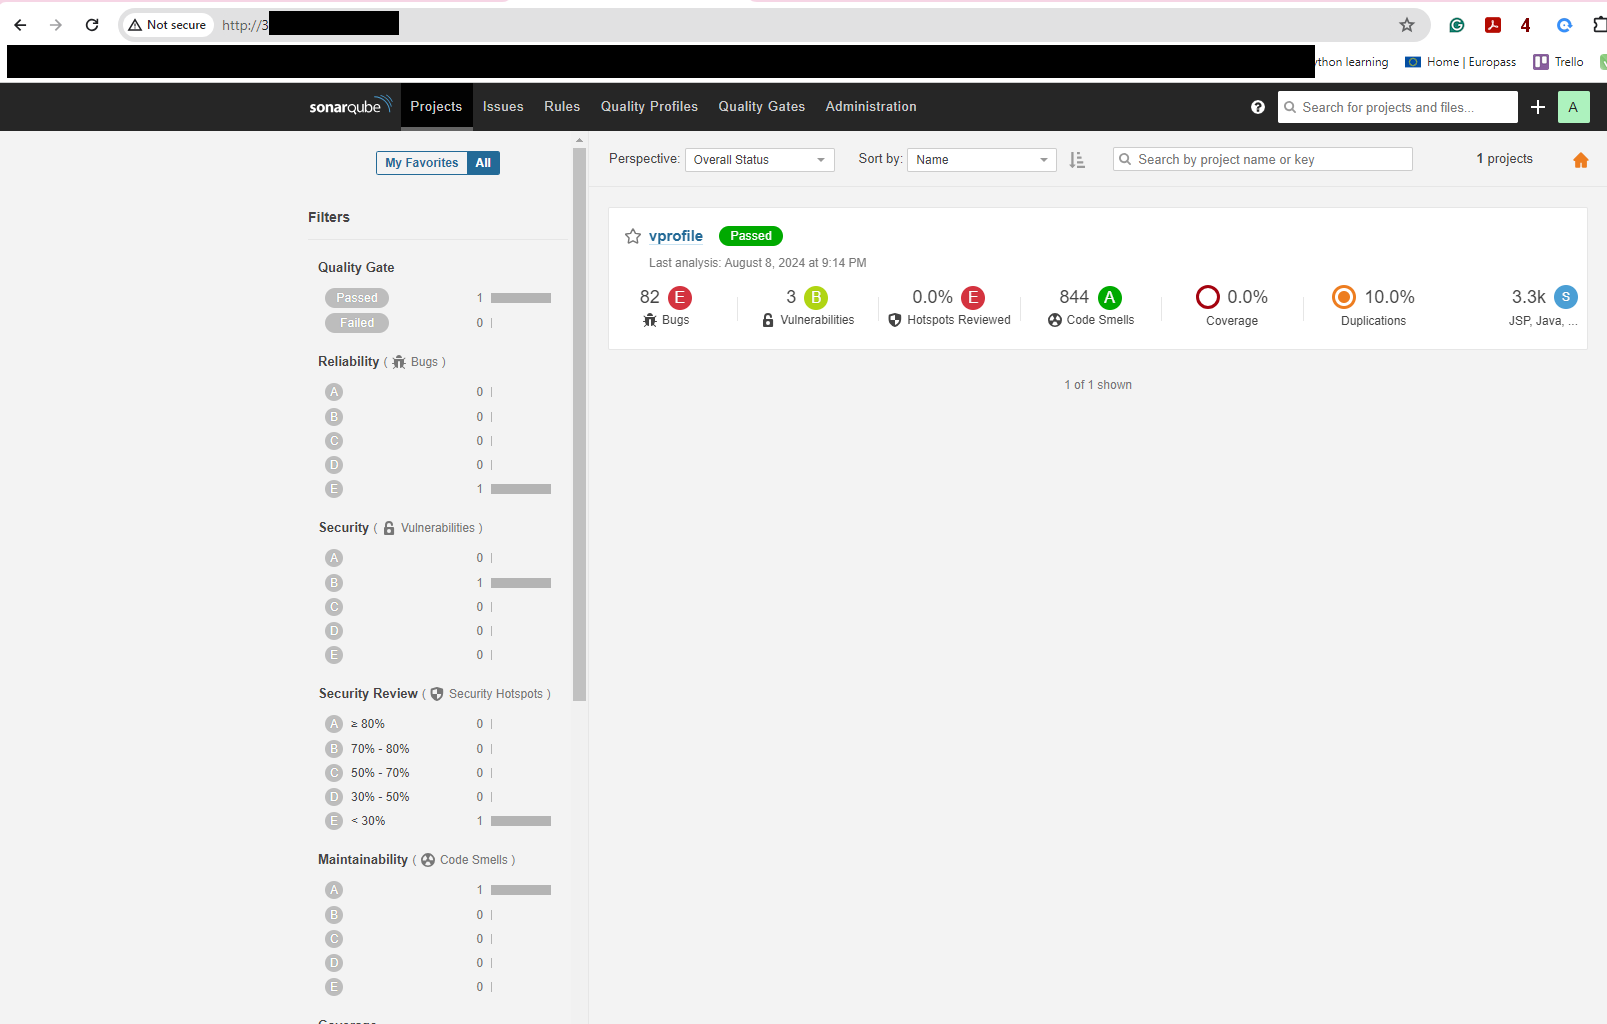 Not secure http://3
ython learning Home | Europass Trello
sonarqube Projects Issues Rules Quality Profiles Quality Gates Administration Search for projects and files... A
My Favorites All
Perspective: Overall Status Sort by: Name Search by project name or key 1 projects
Filters
Quality Gate
Passed 1
Failed 0
Reliability ( Bugs )
A 0
B 0
C 0
D 0
E 1
Security ( Vulnerabilities )
A 0
B 1
C 0
D 0
E 0
Security Review ( Security Hotspots )
A ≥ 80% 0
B 70% - 80% 0
C 50% - 70% 0
D 30% - 50% 0
E < 30% 1
Maintainability ( Code Smells )
A 1
B 0
C 0
D 0
E 0
vprofile Passed
Last analysis: August 8, 2024 at 9:14 PM
82 E 3 B 0.0% E 844 A 0.0% 10.0% 3.3k S
Bugs Vulnerabilities Hotspots Reviewed Code Smells Coverage Duplications JSP, Java, ...
1 of 1 shown